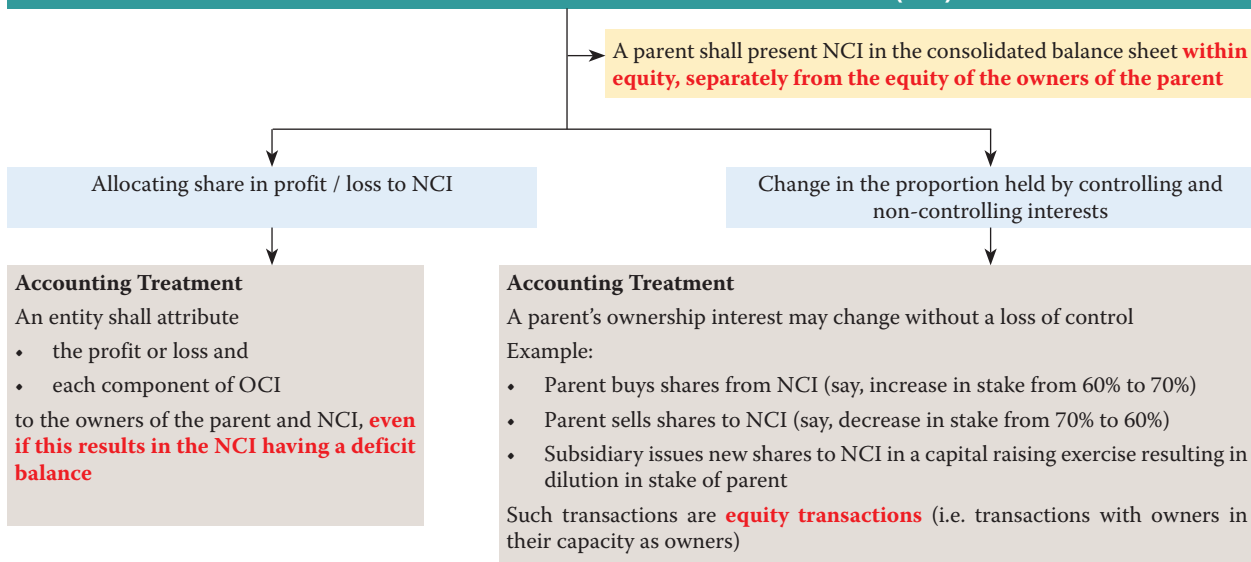 A parent shall present NCI in the consolidated balance sheet within
equity, separately from the equity of the owners of the parent
Allocating share in profit / loss to NCI
Change in the proportion held by controlling and
non-controlling interests
Accounting Treatment
An entity shall attribute
• the profit or loss and
• each component of OCI
to the owners of the parent and NCI, even
if this results in the NCI having a deficit
balance
Accounting Treatment
A parent's ownership interest may change without a loss of control
Example:
• Parent buys shares from NCI (say, increase in stake from 60% to 70%)
• Parent sells shares to NCI (say, decrease in stake from 70% to 60%)
• Subsidiary issues new shares to NCI in a capital raising exercise resulting in
dilution in stake of parent
Such transactions are equity transactions (i.e. transactions with owners in
their capacity as owners)